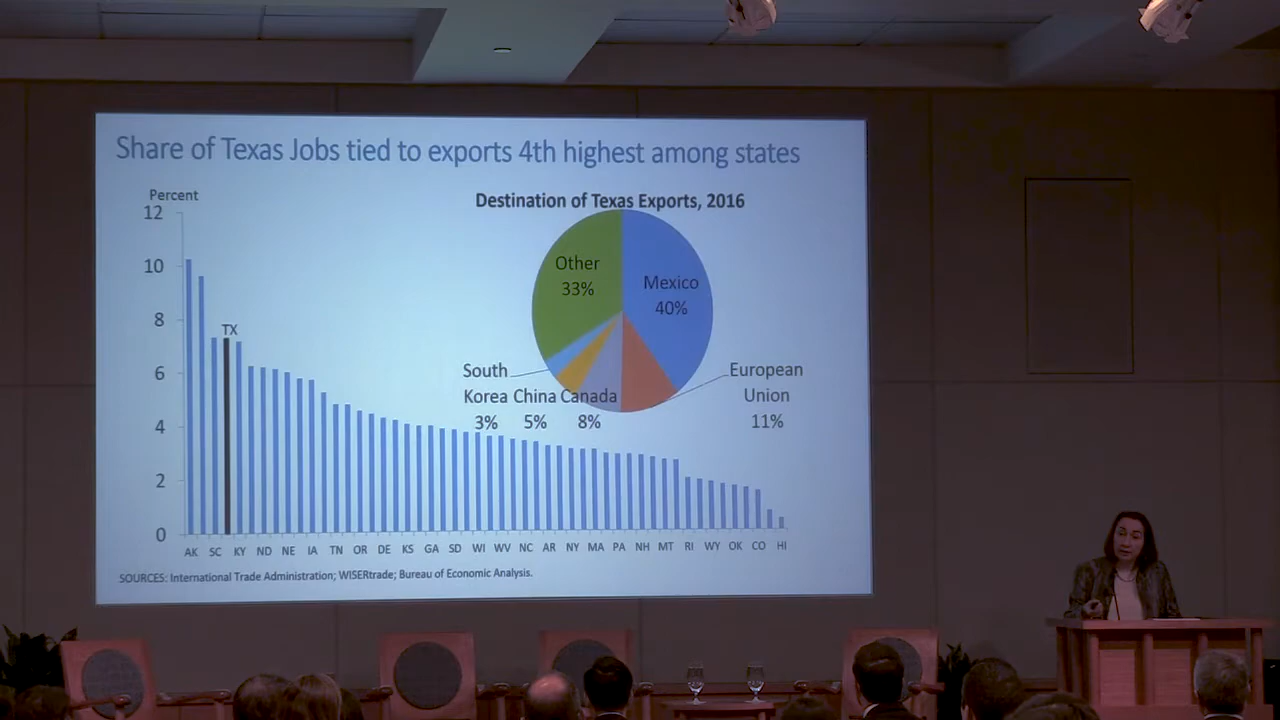 Share of Texas Jobs tied to exports 4th highest among states
Percent
12
10
8
6
4
2
0
TX
AK SC KY ND NE IA TN OR DE KS GA SD WI WV NC AR NY MA PA NH MT RI WY OK CO HI
Destination of Texas Exports, 2016
Other
33%
Mexico
40%
South
Korea
3%
China
5%
Canada
8%
European
Union
11%
SOURCES: International Trade Administration; WISERtrade; Bureau of Economic Analysis.